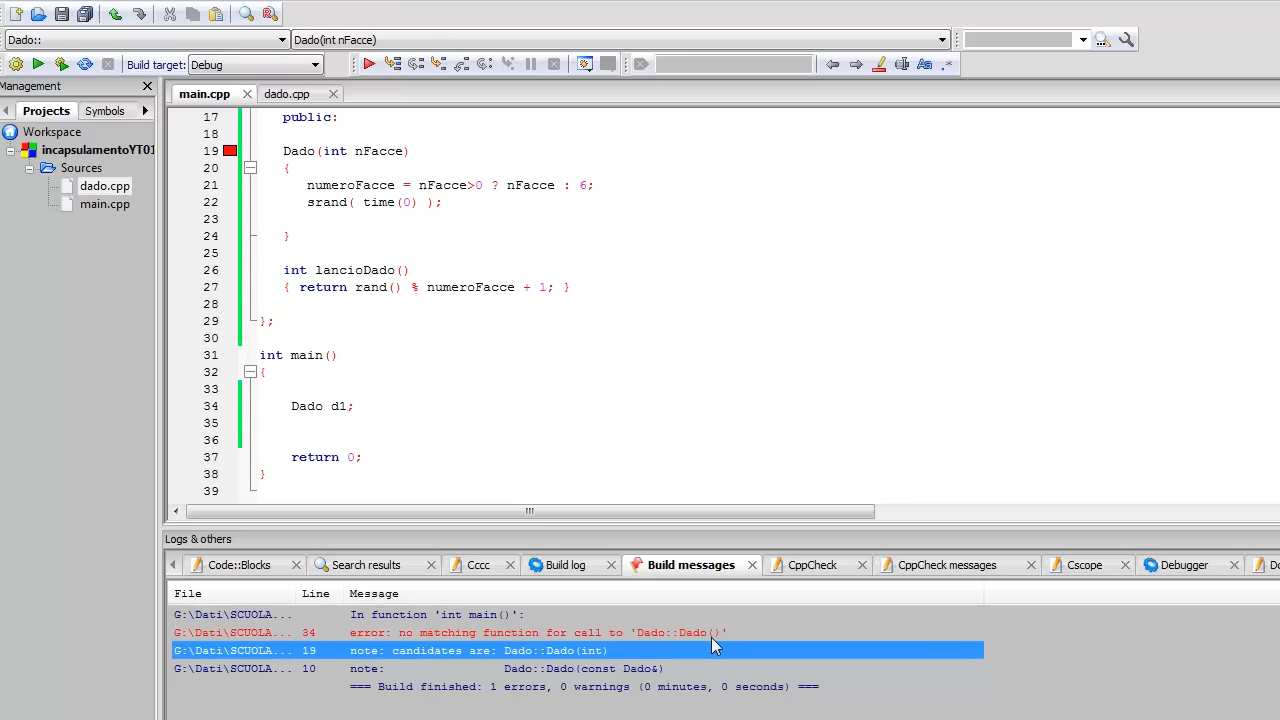 Dado::
Dado(int nFacce)
Build target: Debug
Management
Projects Symbols
Workspace
incapsulamentoYT01
Sources
dado.cpp
main.cpp
main.cpp dado.cpp
17 public:
18
19 Dado(int nFacce)
20 {
21 numeroFacce = nFacce>0 ? nFacce : 6;
22 srand( time(0) );
23
24 }
25
26 int lancioDado()
27 { return rand() % numeroFacce + 1; }
28
29 };
30
31 int main()
32 {
33
34 Dado d1;
35
36
37 return 0;
38 }
39
Logs & others
Code::Blocks Search results Cccc Build log Build messages CppCheck CppCheck messages Cscope Debugger
File Line Message
G:\Dati\SCUOLA... In function 'int main()':
G:\Dati\SCUOLA... 34 error: no matching function for call to 'Dado::Dado()'
G:\Dati\SCUOLA... 19 note: candidates are: Dado::Dado(int)
G:\Dati\SCUOLA... 10 note: Dado::Dado(const Dado&)
=== Build finished: 1 errors, 0 warnings (0 minutes, 0 seconds) ===